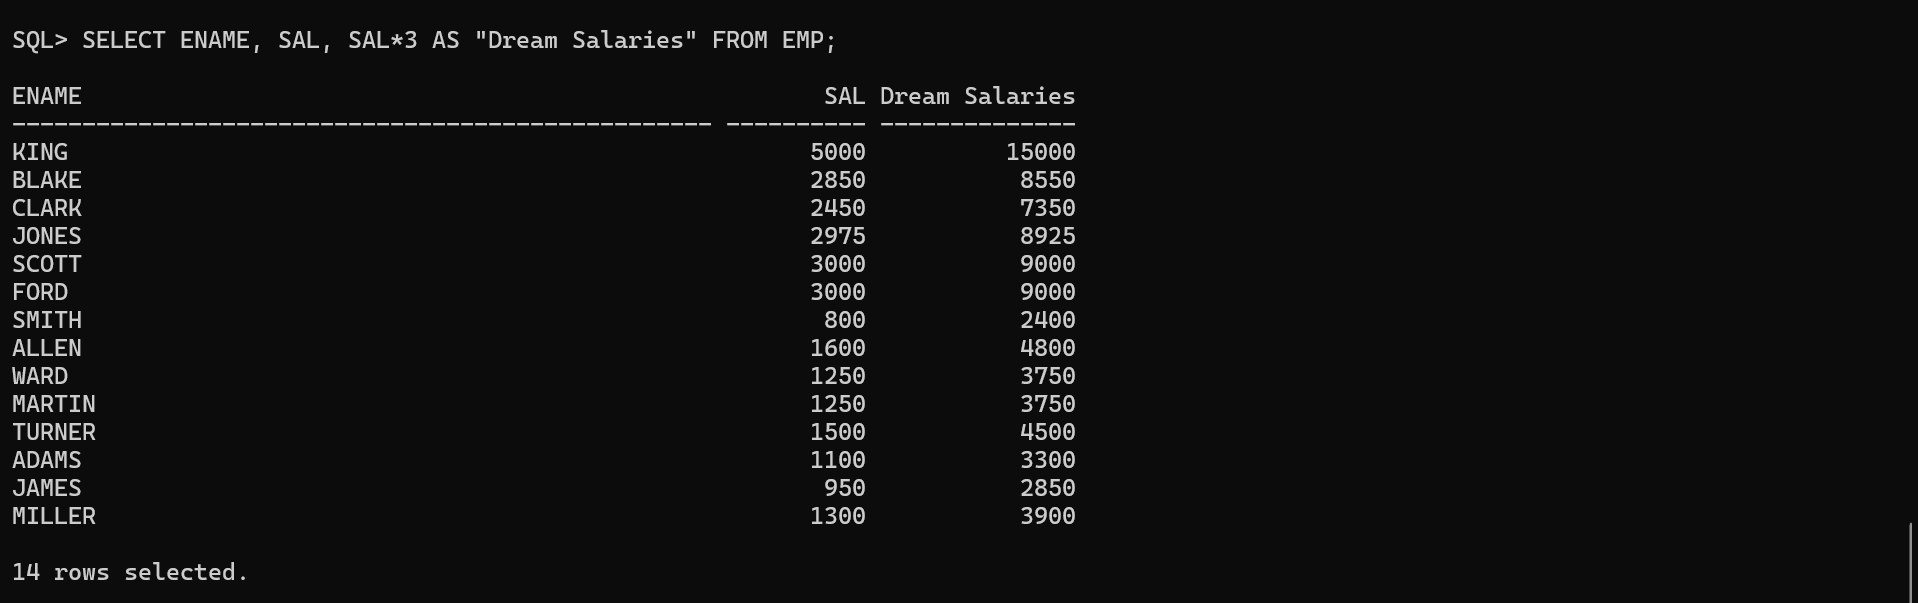 SQL> SELECT ENAME, SAL, SAL*3 AS "Dream Salaries" FROM EMP;
ENAME                                                     SAL Dream Salaries
-------------------------------------------------- ---------- --------------
KING                                                     5000          15000
BLAKE                                                    2850           8550
CLARK                                                    2450           7350
JONES                                                    2975           8925
SCOTT                                                    3000           9000
FORD                                                     3000           9000
SMITH                                                     800           2400
ALLEN                                                    1600           4800
WARD                                                     1250           3750
MARTIN                                                   1250           3750
TURNER                                                   1500           4500
ADAMS                                                    1100           3300
JAMES                                                     950           2850
MILLER                                                   1300           3900
14 rows selected.